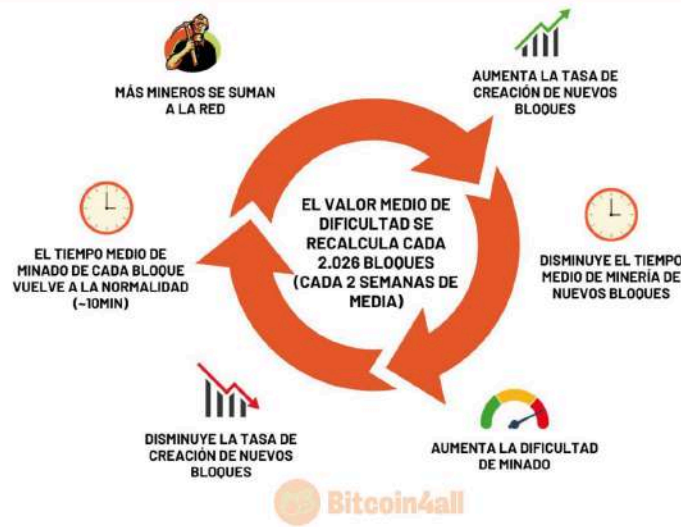 MÁS MINEROS SE SUMAN
A LA RED
AUMENTA LA TASA DE
CREACIÓN DE NUEVOS
BLOQUES
EL VALOR MEDIO DE
DIFICULTAD SE
RECALCULA CADA
2.026 BLOQUES
(CADA 2 SEMANAS DE
MEDIA)
EL TIEMPO MEDIO DE
MINADO DE CADA BLOQUE
VUELVE A LA NORMALIDAD
(~10MIN)
DISMINUYE EL TIEMPO
MEDIO DE MINERÍA DE
NUEVOS BLOQUES
DISMINUYE LA TASA DE
CREACIÓN DE NUEVOS
BLOQUES
AUMENTA LA DIFICULTAD
DE MINADO
Bitcoin4all